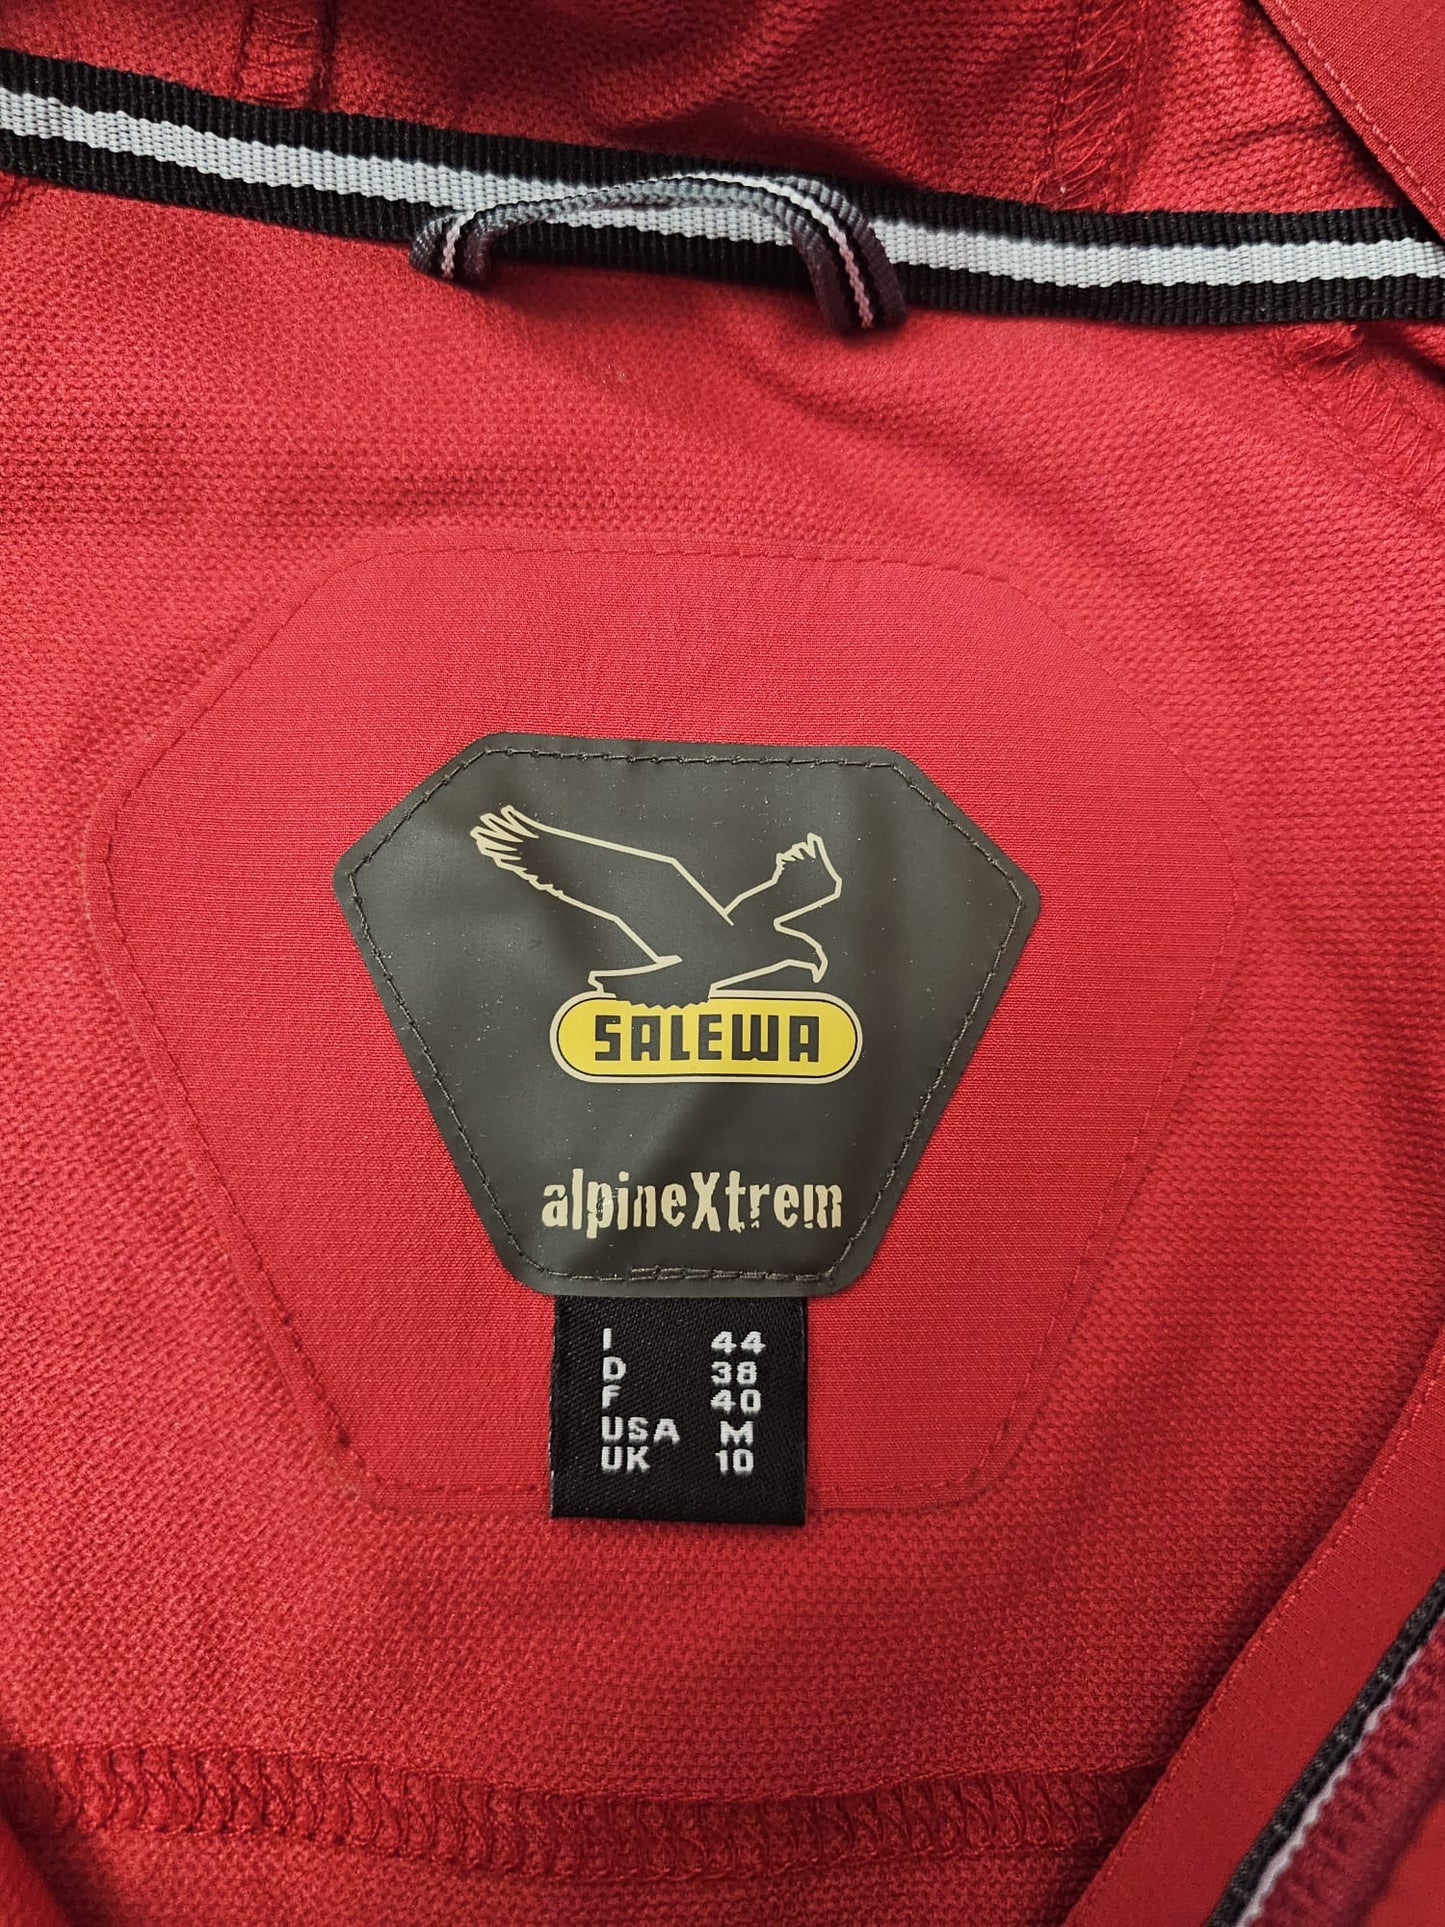 SALEWA
alpineXtrem
I 44
D 38
F 40
USA M
UK 10